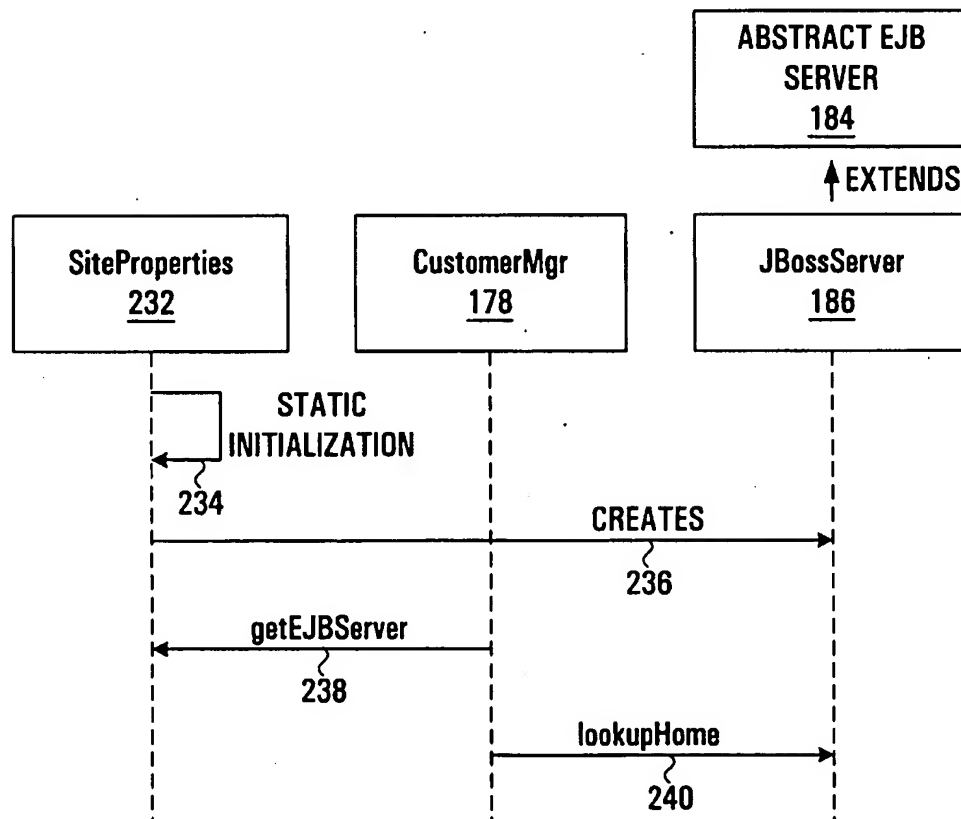 ABSTRACT EJB
SERVER
184
EXTENDS
SiteProperties
232
CustomerMgr
178
JBossServer
186
STATIC
INITIALIZATION
234
CREATES
236
getEJBServer
238
lookupHome
240